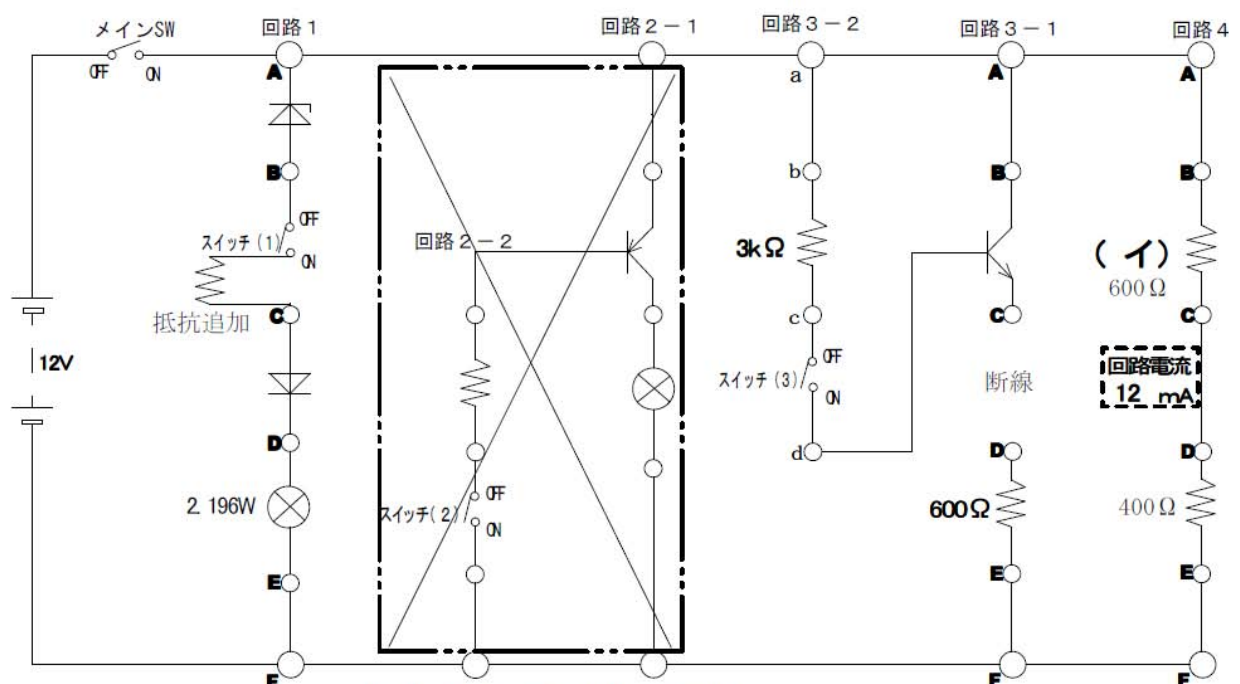 メインSW
OFF
ON
回路1
回路2-1
回路3-2
回路3-1
回路4
A
a
A
A
B
b
B
B
スイッチ(1)
OFF
ON
回路2-2
3kΩ
(イ)
600Ω
抵抗追加
C
c
C
C
12V
スイッチ(3)
OFF
ON
断線
回路電流
12 mA
D
d
D
D
2.196W
スイッチ(2)
OFF
ON
600Ω
400Ω
E
E
E
F
F
F